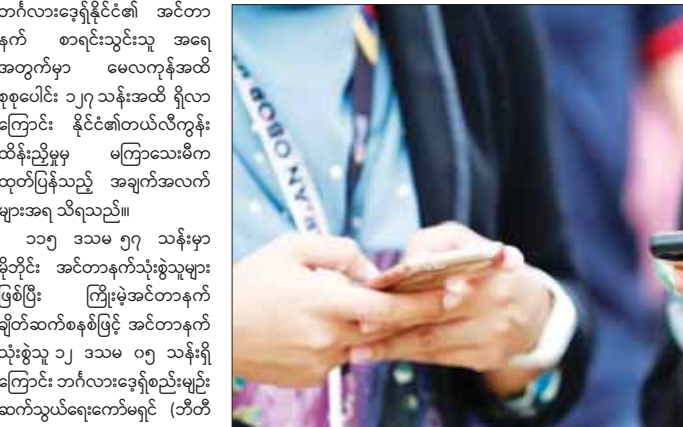 ဘင်္ဂလားဒေ့ရှ်နိုင်ငံ၏ အင်တာ
နက် စာရင်းသွင်းသူ အရေ
အတွက်မှာ မေလကုန်အထိ
စုစုပေါင်း ၁၂၇ သန်းအထိ ရှိလာ
ကြောင်း နိုင်ငံ၏တယ်လီကွန်း
ထိန်းညှိမှုမှ မကြာသေးမီက
ထုတ်ပြန်သည့် အချက်အလက်
များအရ သိရသည်။
၁၁၅ ဒသမ ၅၇ သန်းမှာ
မိုဘိုင်း အင်တာနက်သုံးစွဲသူများ
ဖြစ်ပြီး ကြိုးမဲ့အင်တာနက်
ချိတ်ဆက်စနစ်ဖြင့် အင်တာနက်
သုံးစွဲသူ ၁၂ ဒသမ ၀၅ သန်းရှိ
ကြောင်း ဘင်္ဂလားဒေ့ရှ်စည်းမျဉ်း
ဆက်သွယ်ရေးကော်မရှင် (ဘီတီ
AN OBOR